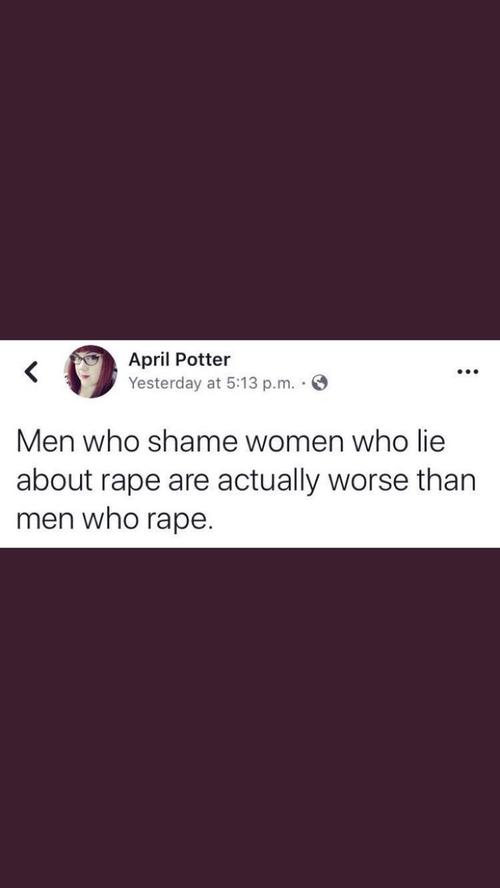 April Potter
Yesterday at 5:13 p.m. ·
Men who shame women who lie
about rape are actually worse than
men who rape.